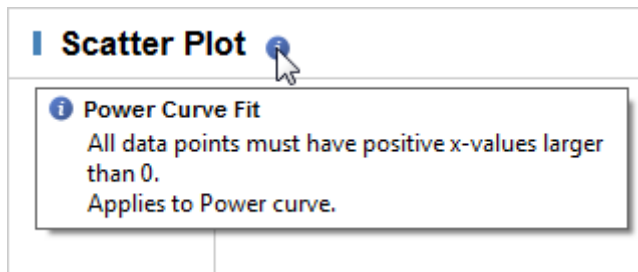 Scatter Plot
Power Curve Fit
All data points must have positive x-values larger
than 0.
Applies to Power curve.